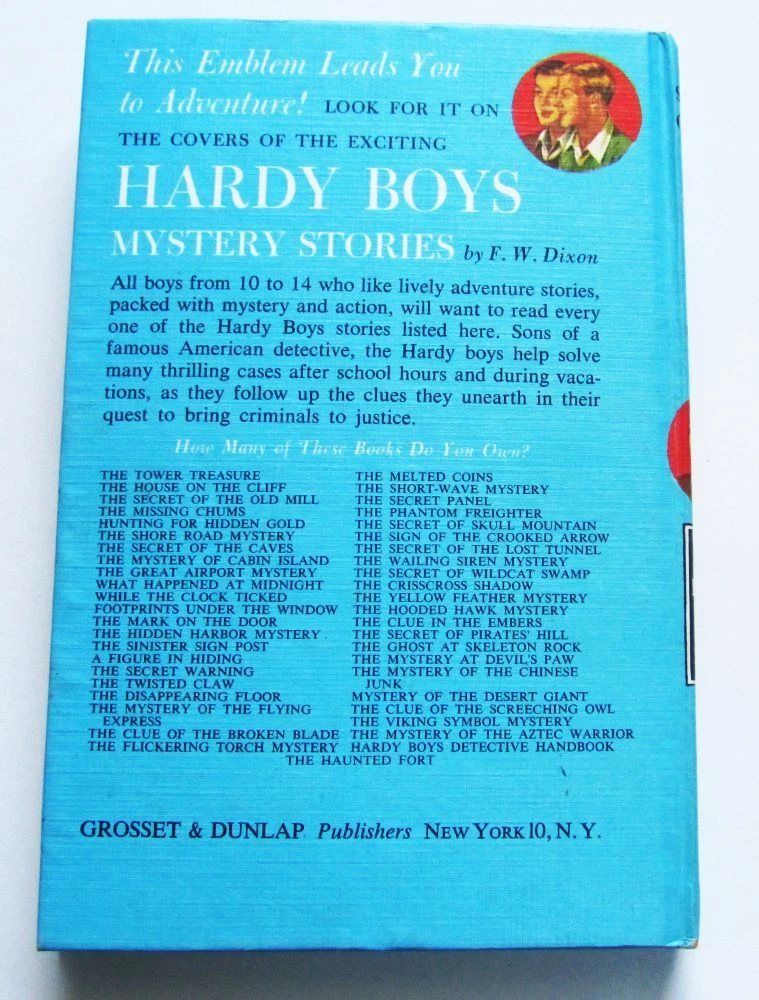 This Emblem Leads You
to Adventure! LOOK FOR IT ON
THE COVERS OF THE EXCITING
HARDY BOYS
MYSTERY STORIES by F. W. Dixon
All boys from 10 to 14 who like lively adventure stories,
packed with mystery and action, will want to read every
one of the Hardy Boys stories listed here. Sons of a
famous American detective, the Hardy boys help solve
many thrilling cases after school hours and during vaca-
tions, as they follow up the clues they unearth in their
quest to bring criminals to justice.
How Many of These Books Do You Own?
THE TOWER TREASURE
THE HOUSE ON THE CLIFF
THE SECRET OF THE OLD MILL
THE MISSING CHUMS
HUNTING FOR HIDDEN GOLD
THE SHORE ROAD MYSTERY
THE SECRET OF THE CAVES
THE MYSTERY OF CABIN ISLAND
THE GREAT AIRPORT MYSTERY
WHAT HAPPENED AT MIDNIGHT
WHILE THE CLOCK TICKED
FOOTPRINTS UNDER THE WINDOW
THE MARK ON THE DOOR
THE HIDDEN HARBOR MYSTERY.
THE SINISTER SIGN POST
A FIGURE IN HIDING
THE SECRET WARNING
THE TWISTED CLAW
THE DISAPPEARING FLOOR
THE MYSTERY OF THE FLYING
EXPRESS
THE CLUE OF THE BROKEN BLADE
THE FLICKERING TORCH MYSTERY
THE MELTED COINS
THE SHORT-WAVE MYSTERY
THE SECRET PANEL
THE PHANTOM FREIGHTER
THE SECRET OF SKULL MOUNTAIN
THE SIGN OF THE CROOKED ARROW
THE SECRET OF THE LOST TUNNEL
THE WAILING SIREN MYSTERY
THE SECRET OF WILDCAT SWAMP
THE CRISSCROSS SHADOW
THE YELLOW FEATHER MYSTERY
THE HOODED HAWK MYSTERY
THE CLUE IN THE EMBERS
THE SECRET OF PIRATES' HILL
THE GHOST AT SKELETON ROCK
THE MYSTERY AT DEVIL'S PAW
THE MYSTERY OF THE CHINESE
JUNK
MYSTERY OF THE DESERT GIANT
THE CLUE OF THE SCREECHING OWL
THE VIKING SYMBOL MYSTERY
THE MYSTERY OF THE AZTEC WARRIOR
HARDY BOYS DETECTIVE HANDBOOK
THE HAUNTED FORT
GROSSET & DUNLAP Publishers NEW YORK 10, N. Y.